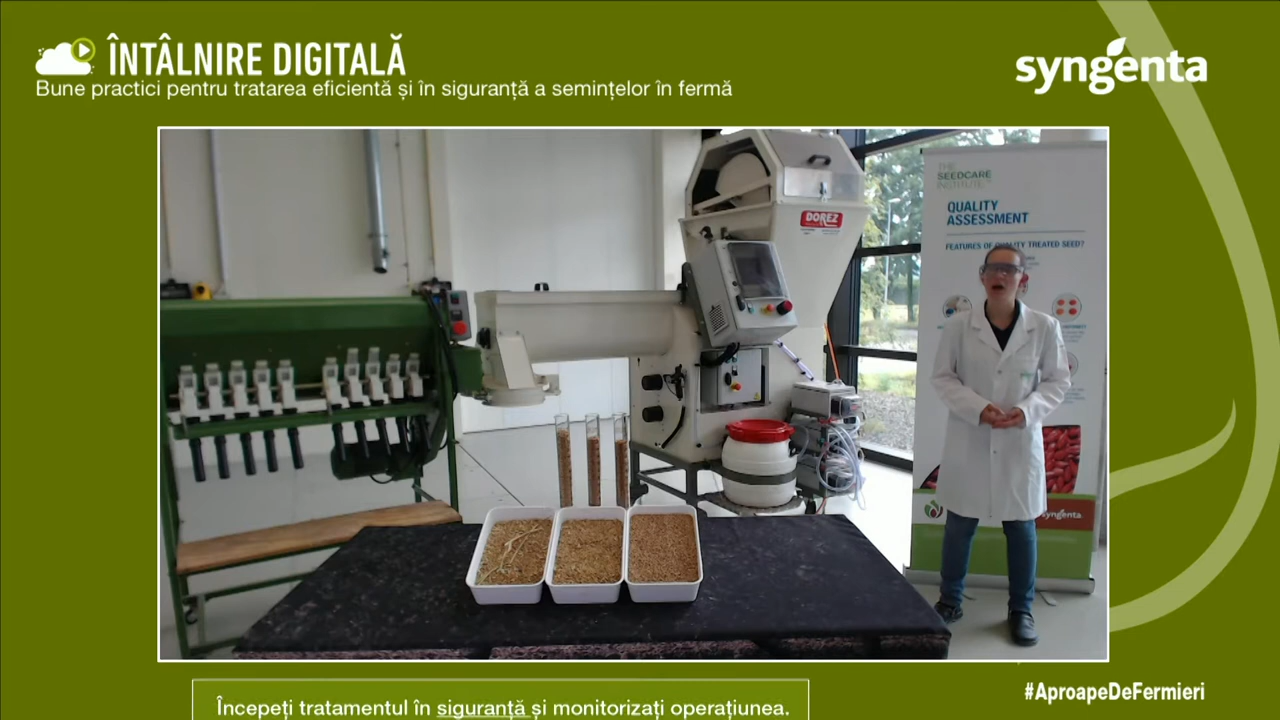 ÎNTÂLNIRE DIGITALĂ
Bune practici pentru tratarea eficientă și în siguranță a semințelor în fermă
syngenta
DOREZ
THE
SEEDCARE
INSTITUTE
QUALITY
ASSESSMENT
FEATURES OF QUALITY TREATED SEED?
syngenta
#AproapeDeFermieri
Începeți tratamentul în siguranță și monitorizați operațiunea.